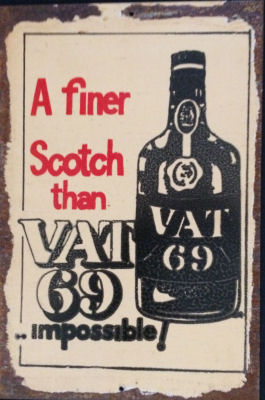 A finer
Scotch
than
VAT
69
.. impossible!
VAT
69